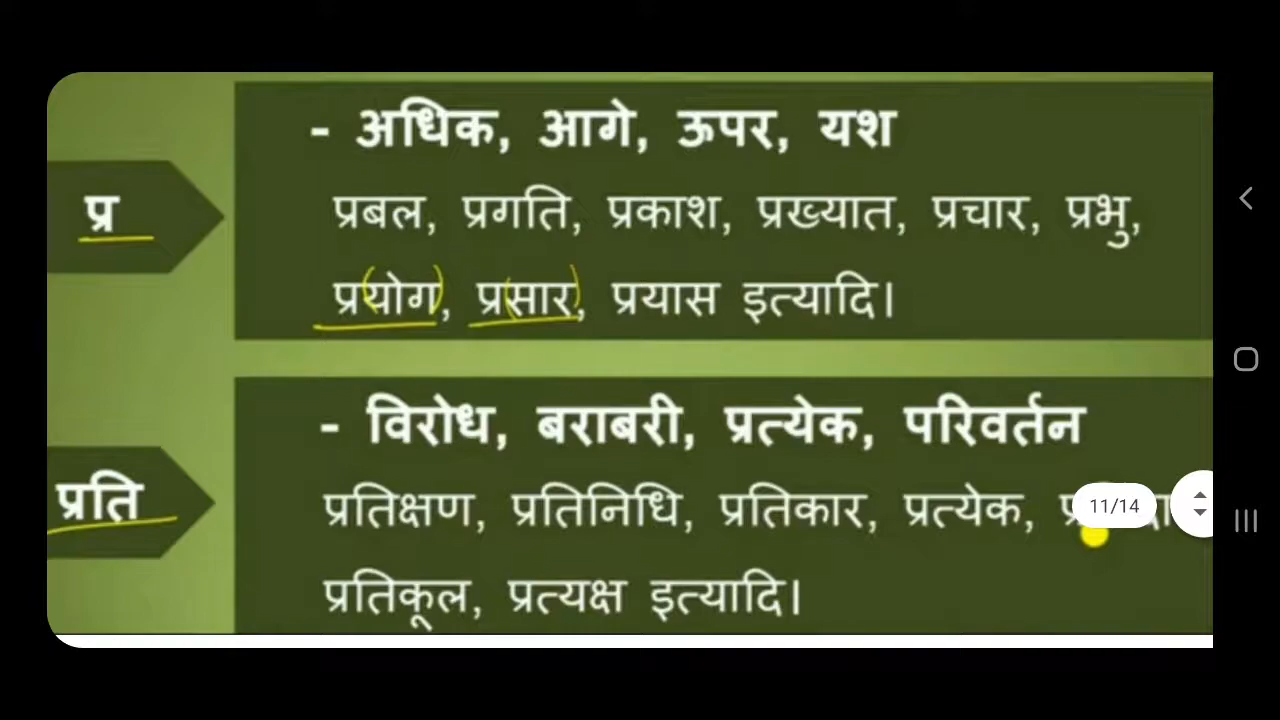 प्र
- अधिक, आगे, ऊपर, यश
प्रबल, प्रगति, प्रकाश, प्रख्यात, प्रचार, प्रभु,
प्रयोग, प्रसार, प्रयास इत्यादि।
प्रति
- विरोध, बराबरी, प्रत्येक, परिवर्तन
प्रतिक्षण, प्रतिनिधि, प्रतिकार, प्रत्येक,
प्रतिकूल, प्रत्यक्ष इत्यादि।
11/14